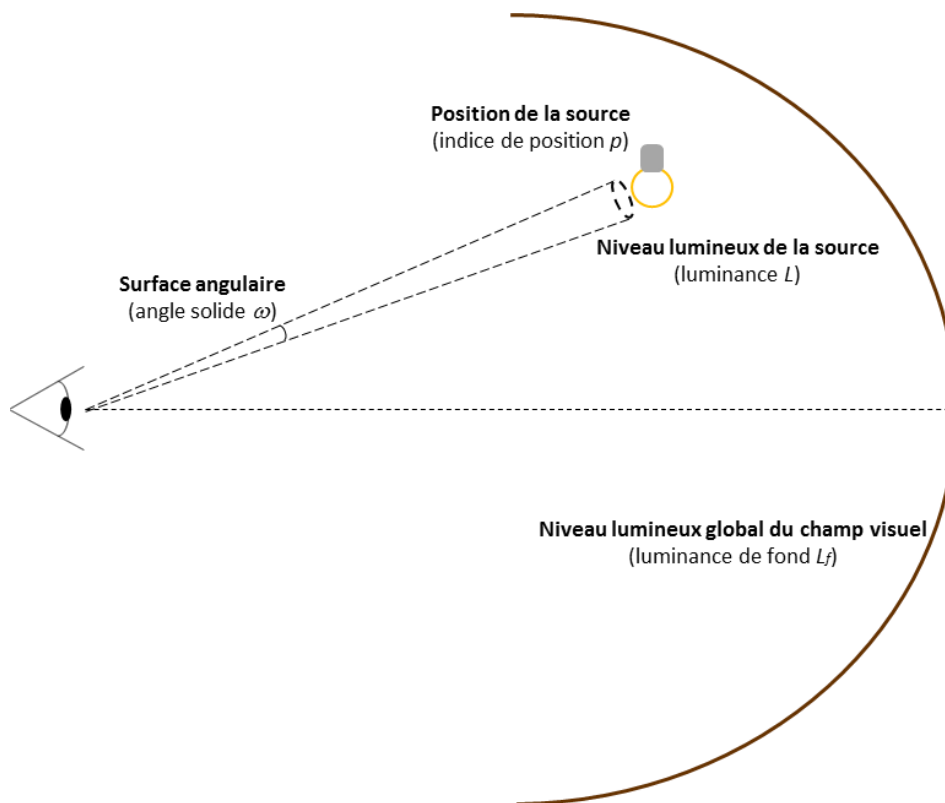 Position de la source
(indice de position p)
Niveau lumineux de la source
(luminance L)
Surface angulaire
(angle solide ω)
Niveau lumineux global du champ visuel
(luminance de fond Lf)